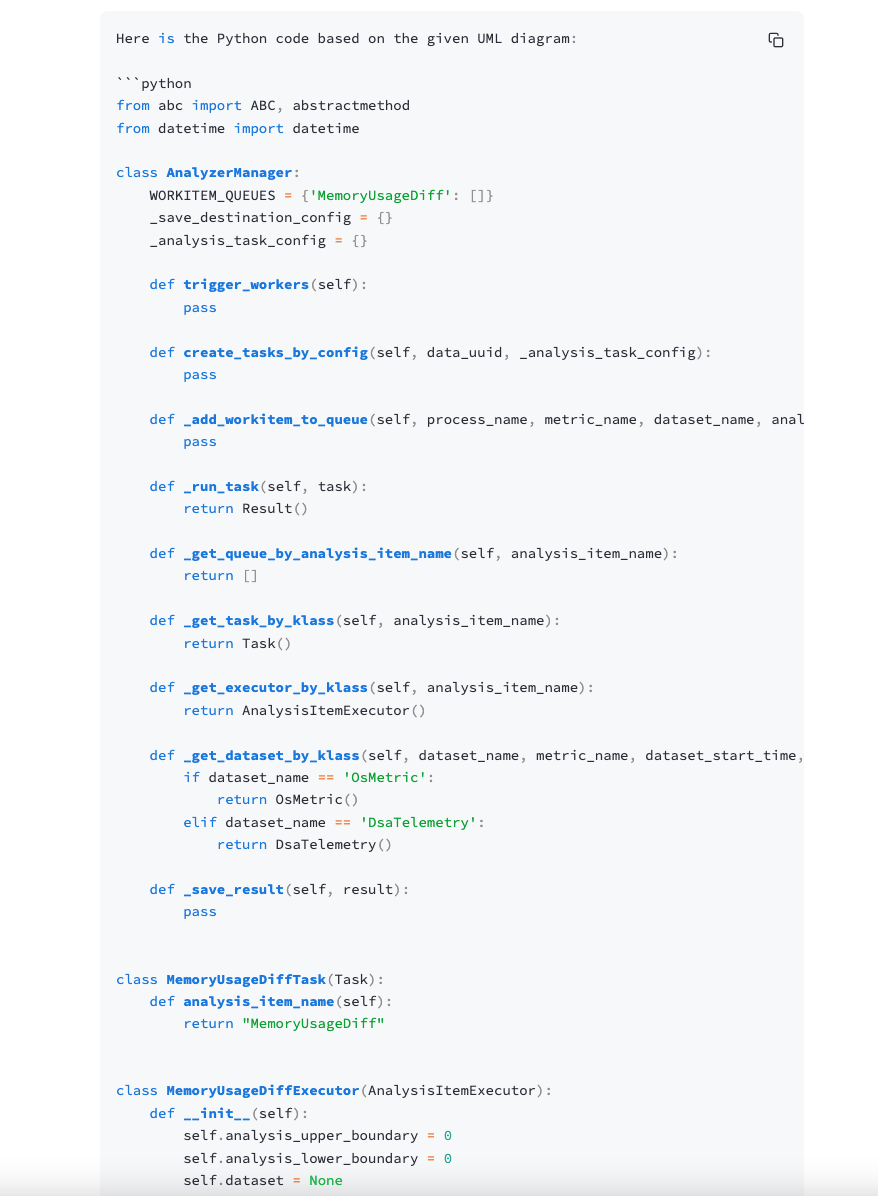 Here is the Python code based on the given UML diagram:
```python
from abc import ABC, abstractmethod
from datetime import datetime
class AnalyzerManager:
    WORKITEM_QUEUES = {'MemoryUsageDiff': []}
    _save_destination_config = {}
    _analysis_task_config = {}
    def trigger_workers(self):
        pass
    def create_tasks_by_config(self, data_uuid, _analysis_task_config):
        pass
    def _add_workitem_to_queue(self, process_name, metric_name, dataset_name, anal
        pass
    def _run_task(self, task):
        return Result()
    def _get_queue_by_analysis_item_name(self, analysis_item_name):
        return []
    def _get_task_by_klass(self, analysis_item_name):
        return Task()
    def _get_executor_by_klass(self, analysis_item_name):
        return AnalysisItemExecutor()
    def _get_dataset_by_klass(self, dataset_name, metric_name, dataset_start_time,
        if dataset_name == 'OsMetric':
            return OsMetric()
        elif dataset_name == 'DsaTelemetry':
            return DsaTelemetry()
    def _save_result(self, result):
        pass
class MemoryUsageDiffTask(Task):
    def analysis_item_name(self):
        return "MemoryUsageDiff"
class MemoryUsageDiffExecutor(AnalysisItemExecutor):
    def __init__(self):
        self.analysis_upper_boundary = 0
        self.analysis_lower_boundary = 0
        self.dataset = None